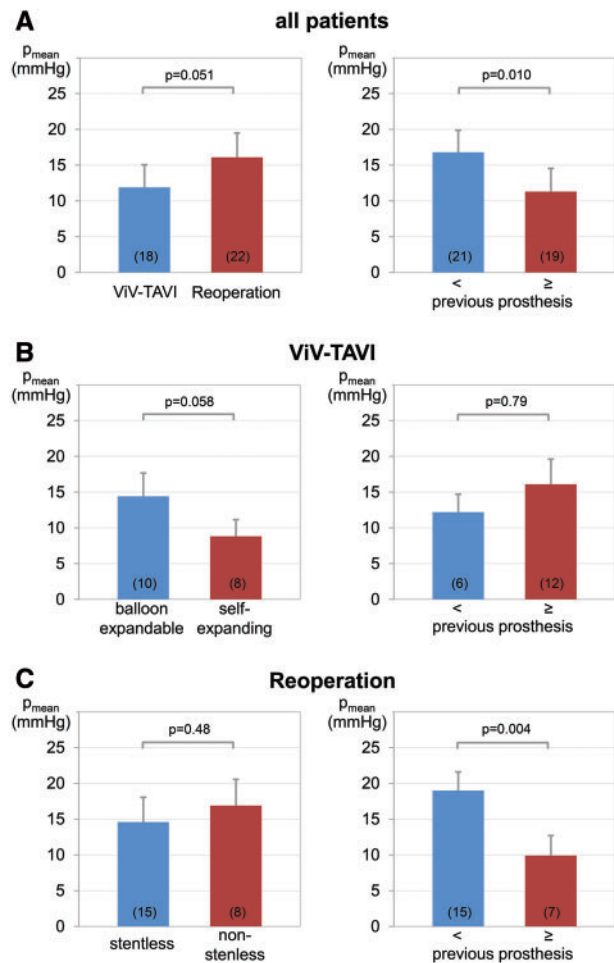 A
all patients
pmean
(mmHg)
25
20
15
10
5
0
p=0.051
(18)
(22)
ViV-TAVI
Reoperation
pmean
(mmHg)
25
20
15
10
5
0
p=0.010
(21)
(19)
<
≥
previous prosthesis
B
ViV-TAVI
pmean
(mmHg)
25
20
15
10
5
0
p=0.058
(10)
(8)
balloon
expandable
self-
expanding
pmean
(mmHg)
25
20
15
10
5
0
p=0.79
(6)
(12)
<
≥
previous prosthesis
C
Reoperation
pmean
(mmHg)
25
20
15
10
5
0
p=0.48
(15)
(8)
stentless
non-
stenless
pmean
(mmHg)
25
20
15
10
5
0
p=0.004
(15)
(7)
<
≥
previous prosthesis